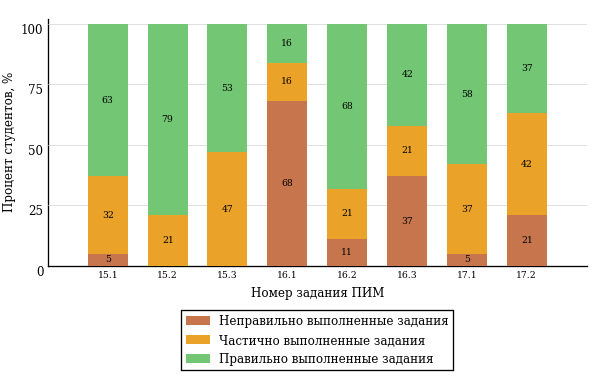 Процент студентов, %
100
75
50
25
0
63 79 53 16 68 42 58 37
32 21 47 16 21 21 37 42
5 68 11 37 5 21
15.1 15.2 15.3 16.1 16.2 16.3 17.1 17.2
Номер задания ПИМ
Неправильно выполненные задания
Частично выполненные задания
Правильно выполненные задания